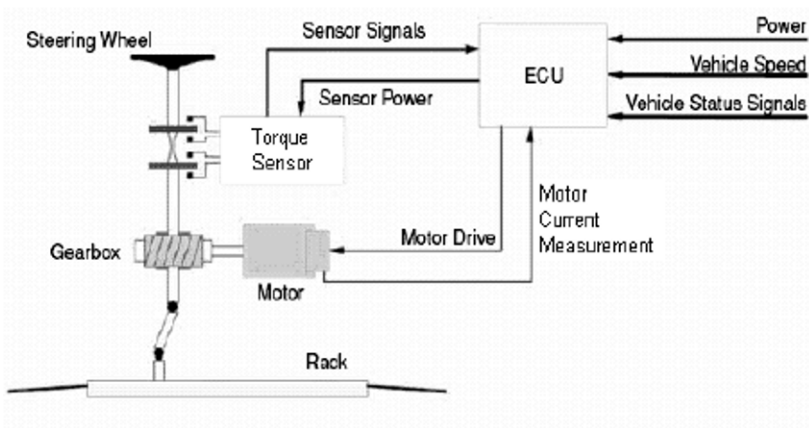 Steering Wheel
Sensor Signals
ECU
Power
Vehicle Speed
Sensor Power
Vehicle Status Signals
Torque
Sensor
Motor
Current
Measurement
Motor Drive
Gearbox
Motor
Rack